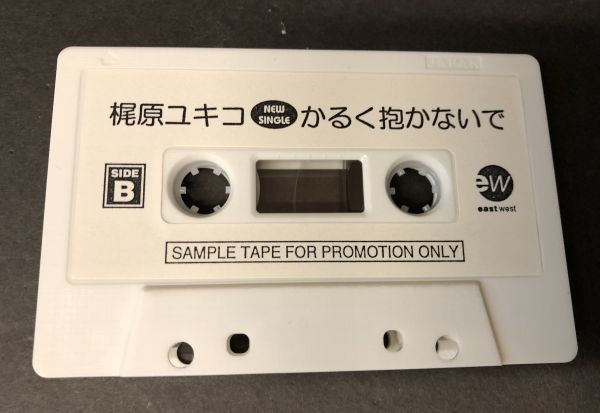 JAPAN
梶原ユキコ NEW SINGLE かるく抱かないで
SIDE
B
ew
east west
SAMPLE TAPE FOR PROMOTION ONLY